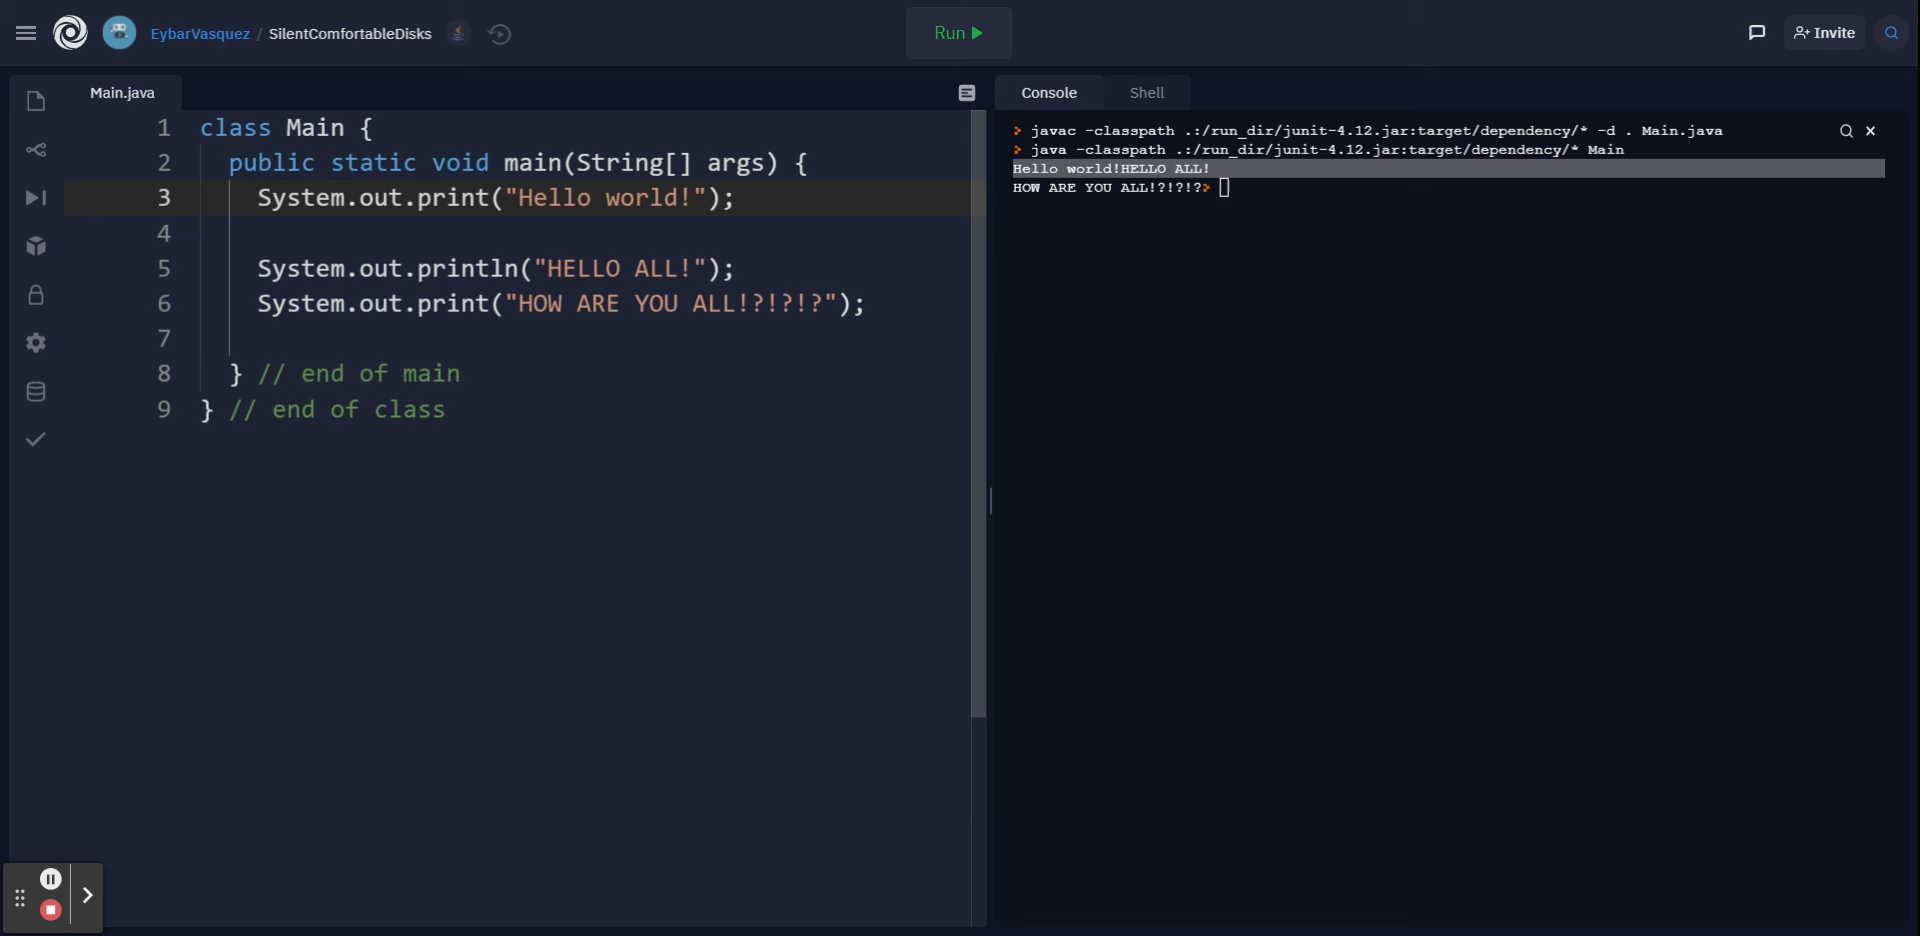 EybarVasquez / SilentComfortableDisks
Run
Invite
Main.java
1 class Main {
2 public static void main(String[] args) {
3 System.out.print("Hello world!");
4
5 System.out.println("HELLO ALL!");
6 System.out.print("HOW ARE YOU ALL!?!?!?");
7
8 } // end of main
9 } // end of class
Console Shell
> javac -classpath .:/run_dir/junit-4.12.jar:target/dependency/* -d . Main.java
> java -classpath .:/run_dir/junit-4.12.jar:target/dependency/* Main
Hello world!HELLO ALL!
HOW ARE YOU ALL!?!?!?>